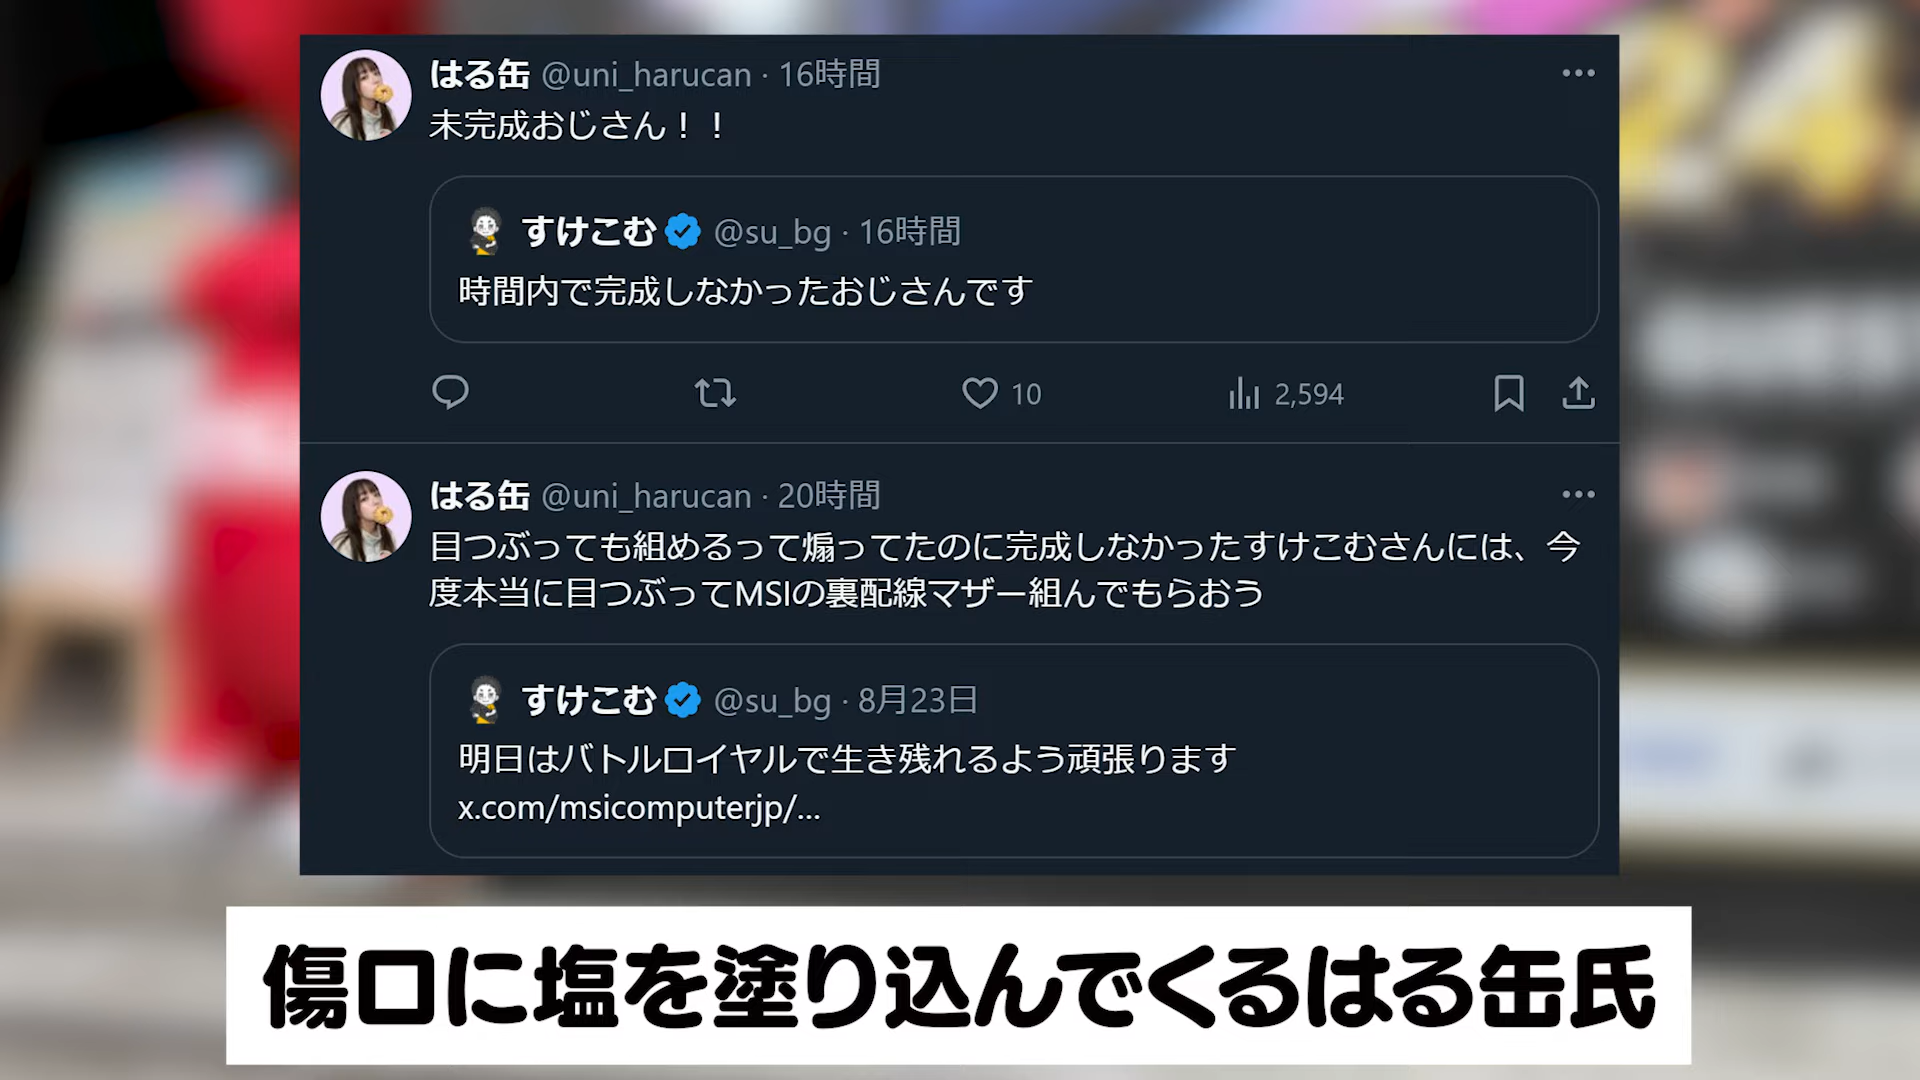 はる缶 @uni_harucan · 16時間
未完成おじさん！！
すけこむ @su_bg · 16時間
時間内で完成しなかったおじさんです
10 2,594
はる缶 @uni_harucan · 20時間
目つぶっても組めるって煽ってたのに完成しなかったすけこむさんには、今
度本当に目つぶってMSIの裏配線マザー組んでもらおう
すけこむ @su_bg · 8月23日
明日はバトルロイヤルで生き残れるよう頑張ります
x.com/msicomputerjp/...
傷口に塩を塗り込んでくるはる缶氏